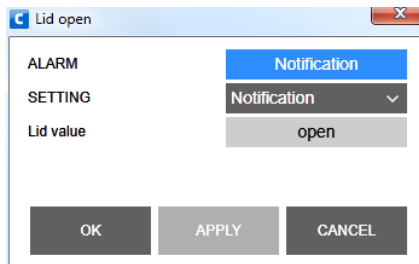 Lid open
ALARM Notification
SETTING Notification
Lid value open
OK APPLY CANCEL